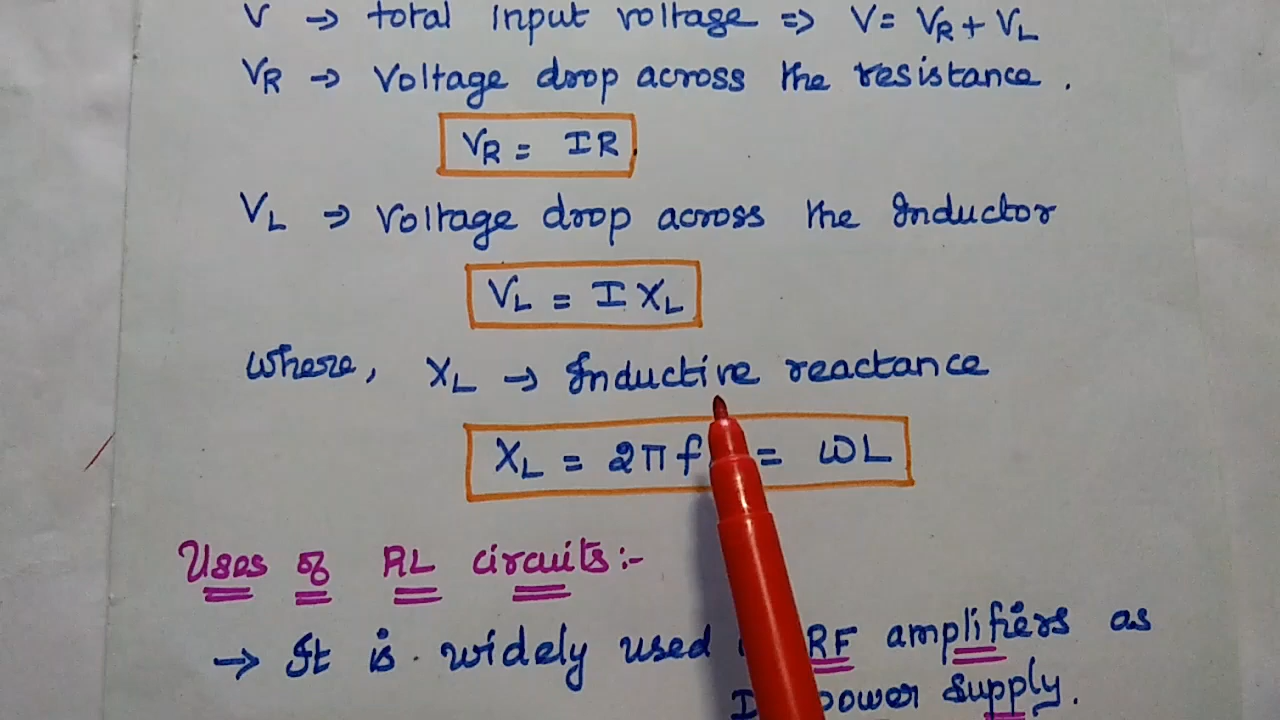 V → total input voltage ⇒ V = VR + VL
VR → Voltage drop across the resistance.
VR = IR
VL → Voltage drop across the Inductor
VL = I XL
Where, XL → Inductive reactance
XL = 2πf = ωL
Uses of RL circuits:-
→ It is widely used RF amplifiers as
power supply.